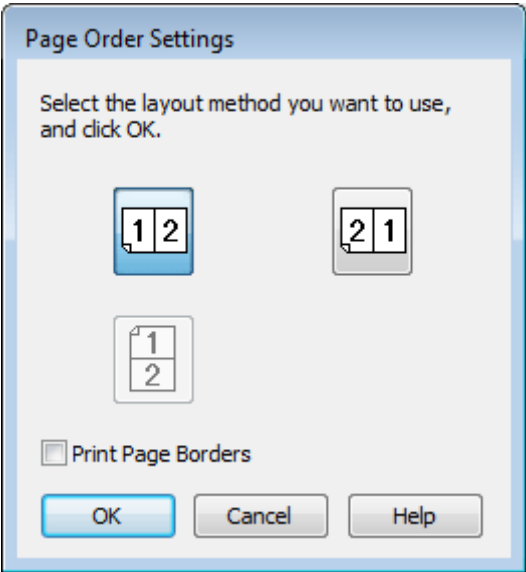 Page Order Settings
Select the layout method you want to use,
and click OK.
1 2
2 1
1
2
Print Page Borders
OK Cancel Help